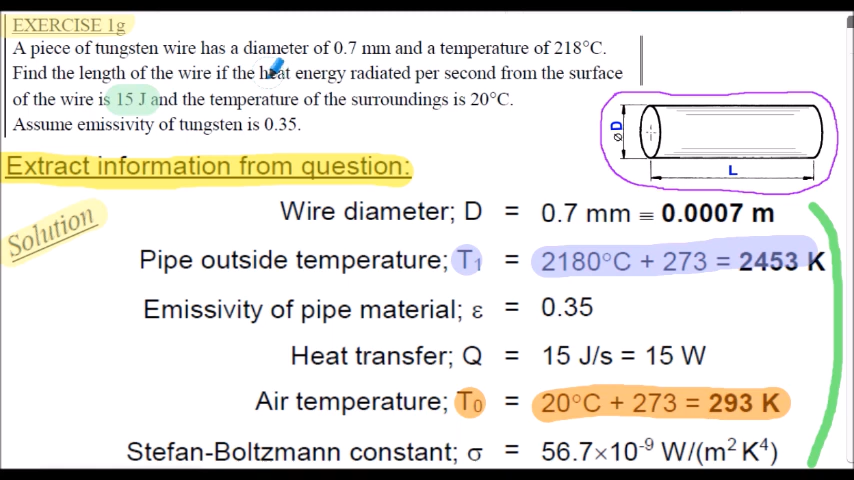 EXERCISE 1g
A piece of tungsten wire has a diameter of 0.7 mm and a temperature of 218°C.
Find the length of the wire if the heat energy radiated per second from the surface
of the wire is 15 J and the temperature of the surroundings is 20°C.
Assume emissivity of tungsten is 0.35.
⌀ D
L
Extract information from question:
Solution
Wire diameter; D = 0.7 mm ≡ 0.0007 m
Pipe outside temperature; T₁ = 2180°C + 273 = 2453 K
Emissivity of pipe material; ε = 0.35
Heat transfer; Q = 15 J/s = 15 W
Air temperature; T₀ = 20°C + 273 = 293 K
Stefan-Boltzmann constant; σ = 56.7×10⁻⁹ W/(m² K⁴)